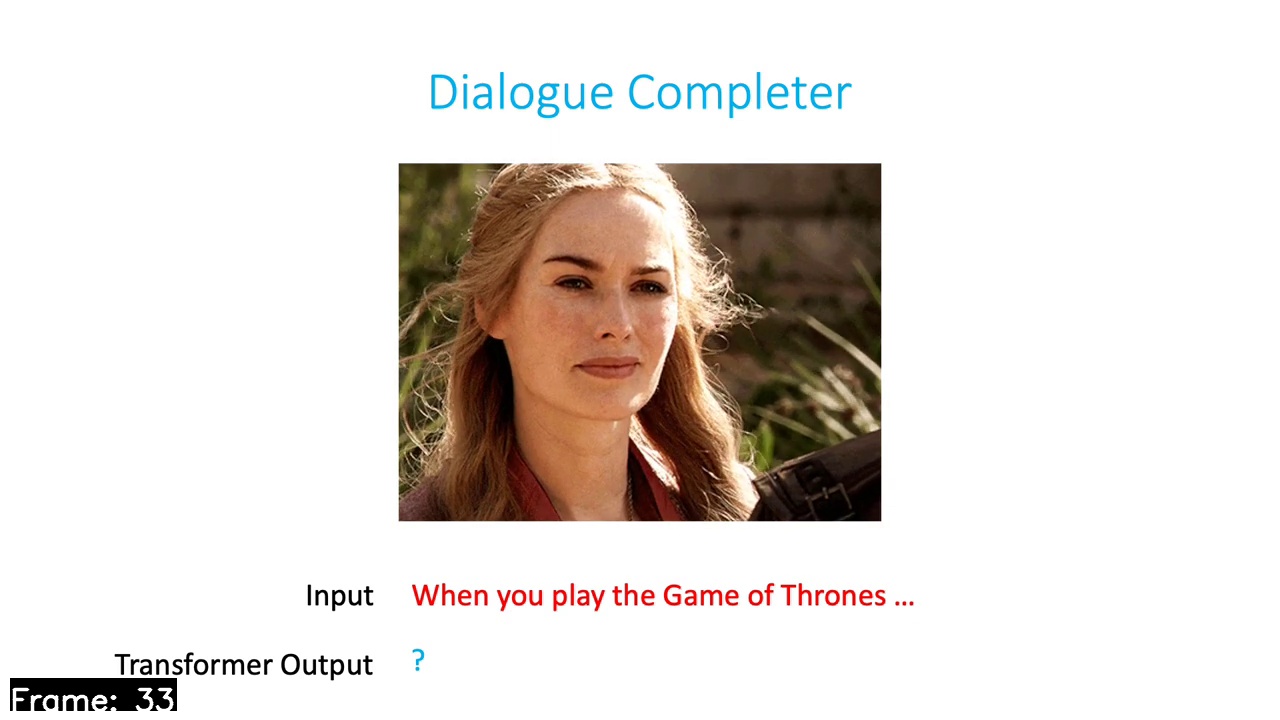 Dialogue Completer
Input When you play the Game of Thrones ...
Transformer Output ?
Frame: 33